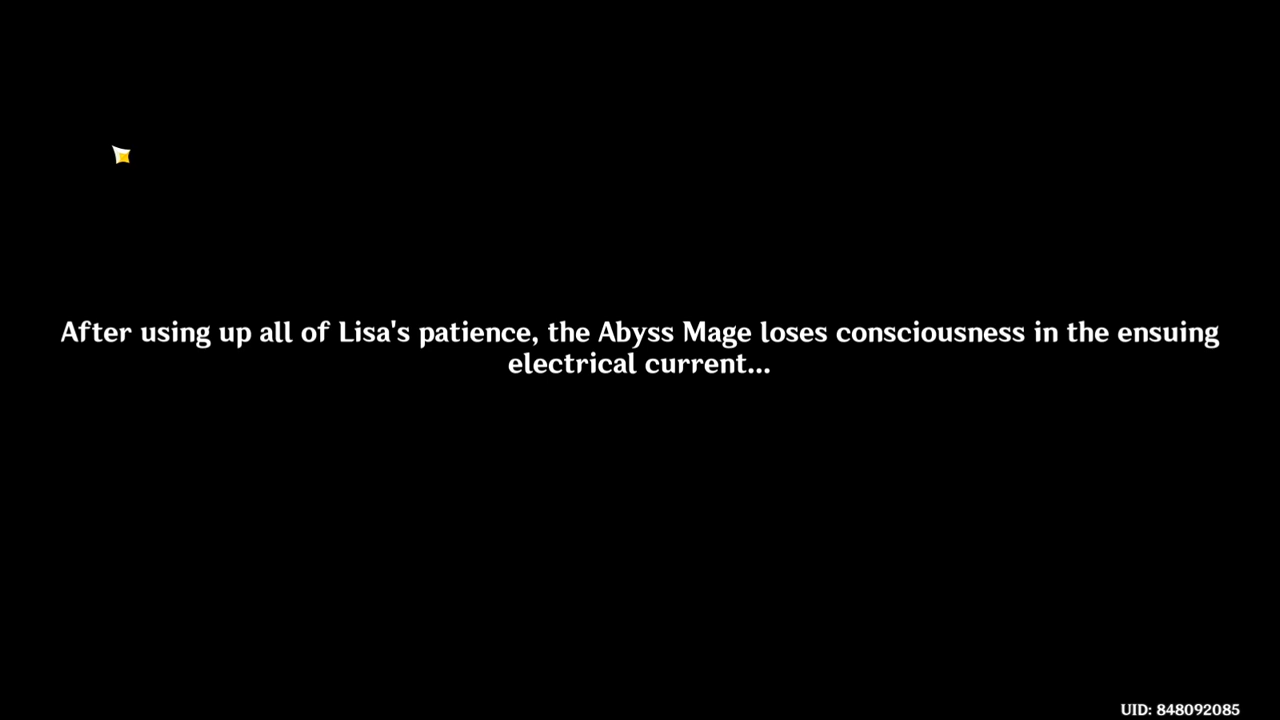 After using up all of Lisa's patience, the Abyss Mage loses consciousness in the ensuing
electrical current...
UID: 848092085